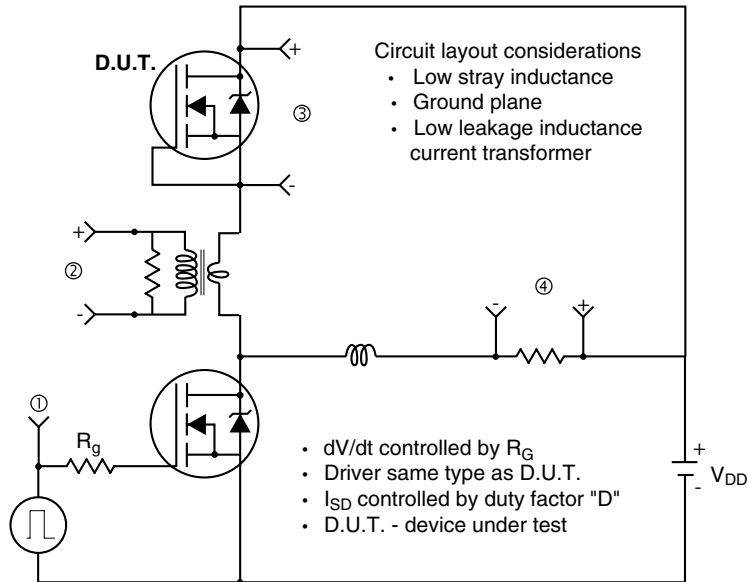 D.U.T.
+
③
-
Circuit layout considerations
• Low stray inductance
• Ground plane
• Low leakage inductance
current transformer
+
②
-
④
-
+
①
Rg
• dV/dt controlled by RG
• Driver same type as D.U.T.
• ISD controlled by duty factor "D"
• D.U.T. - device under test
+
VDD
-